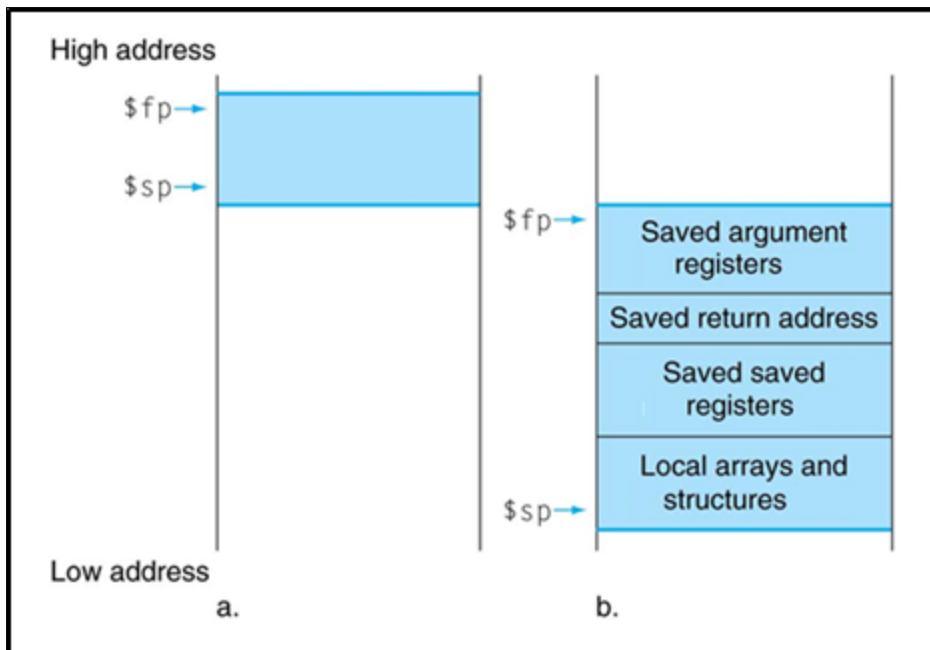 High address
$fp
$sp
$fp
Saved argument
registers
Saved return address
Saved saved
registers
Local arrays and
structures
$sp
Low address
a.
b.